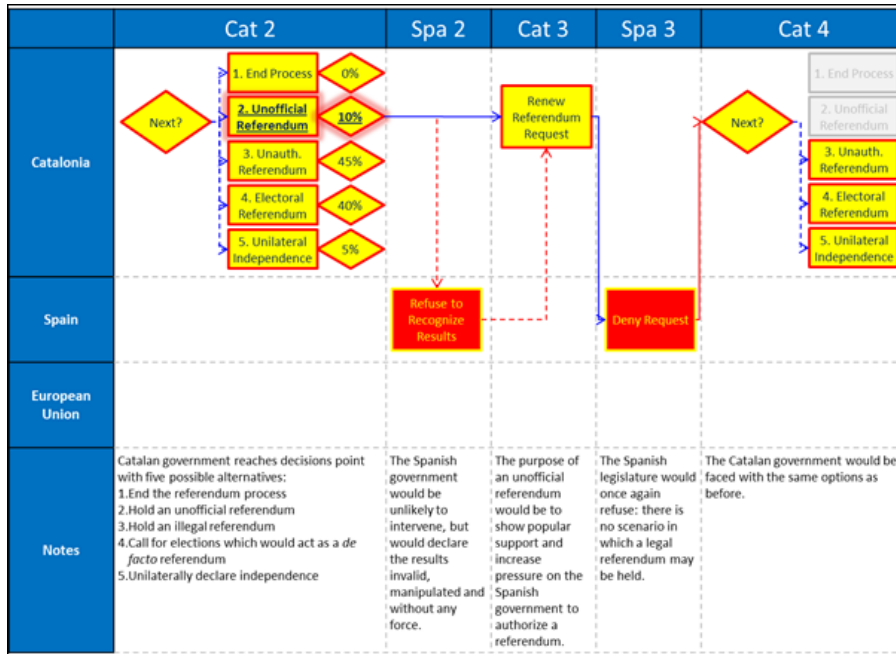 Cat 2
Spa 2
Cat 3
Spa 3
Cat 4
Catalonia
Next?
1. End Process
0%
2. Unofficial
Referendum
10%
3. Unauth.
Referendum
45%
4. Electoral
Referendum
40%
5. Unilateral
Independence
5%
Renew
Referendum
Request
Next?
1. End Process
2. Unofficial
Referendum
3. Unauth.
Referendum
4. Electoral
Referendum
5. Unilateral
Independence
Spain
Refuse to
Recognize
Results
Deny Request
European
Union
Notes
Catalan government reaches decisions point
with five possible alternatives:
1.End the referendum process
2.Hold an unofficial referendum
3.Hold an illegal referendum
4.Call for elections which would act as a de
facto referendum
5.Unilaterally declare independence
The Spanish
government
would be
unlikely to
intervene, but
would declare
the results
invalid,
manipulated and
without any
force.
The purpose of
an unofficial
referendum
would be to
show popular
support and
increase
pressure on the
Spanish
government to
authorize a
referendum.
The Spanish
legislature would
once again
refuse: there is
no scenario in
which a legal
referendum may
be held.
The Catalan government would be
faced with the same options as
before.